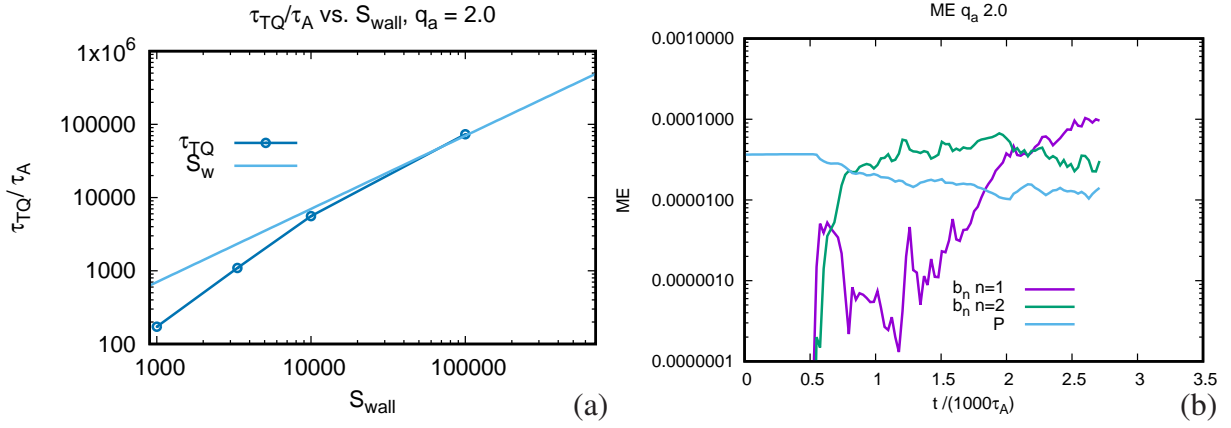 τTQ/τA vs. Swall, qa = 2.0
1x10^6
100000
10000
1000
100
τTQ/ τA
τTQ
Sw
1000
10000
100000
Swall
(a)
ME qa 2.0
0.0010000
0.0001000
0.0000100
0.0000010
0.0000001
ME
bn n=1
bn n=2
P
0
0.5
1
1.5
2
2.5
3
3.5
t /(1000τA)
(b)